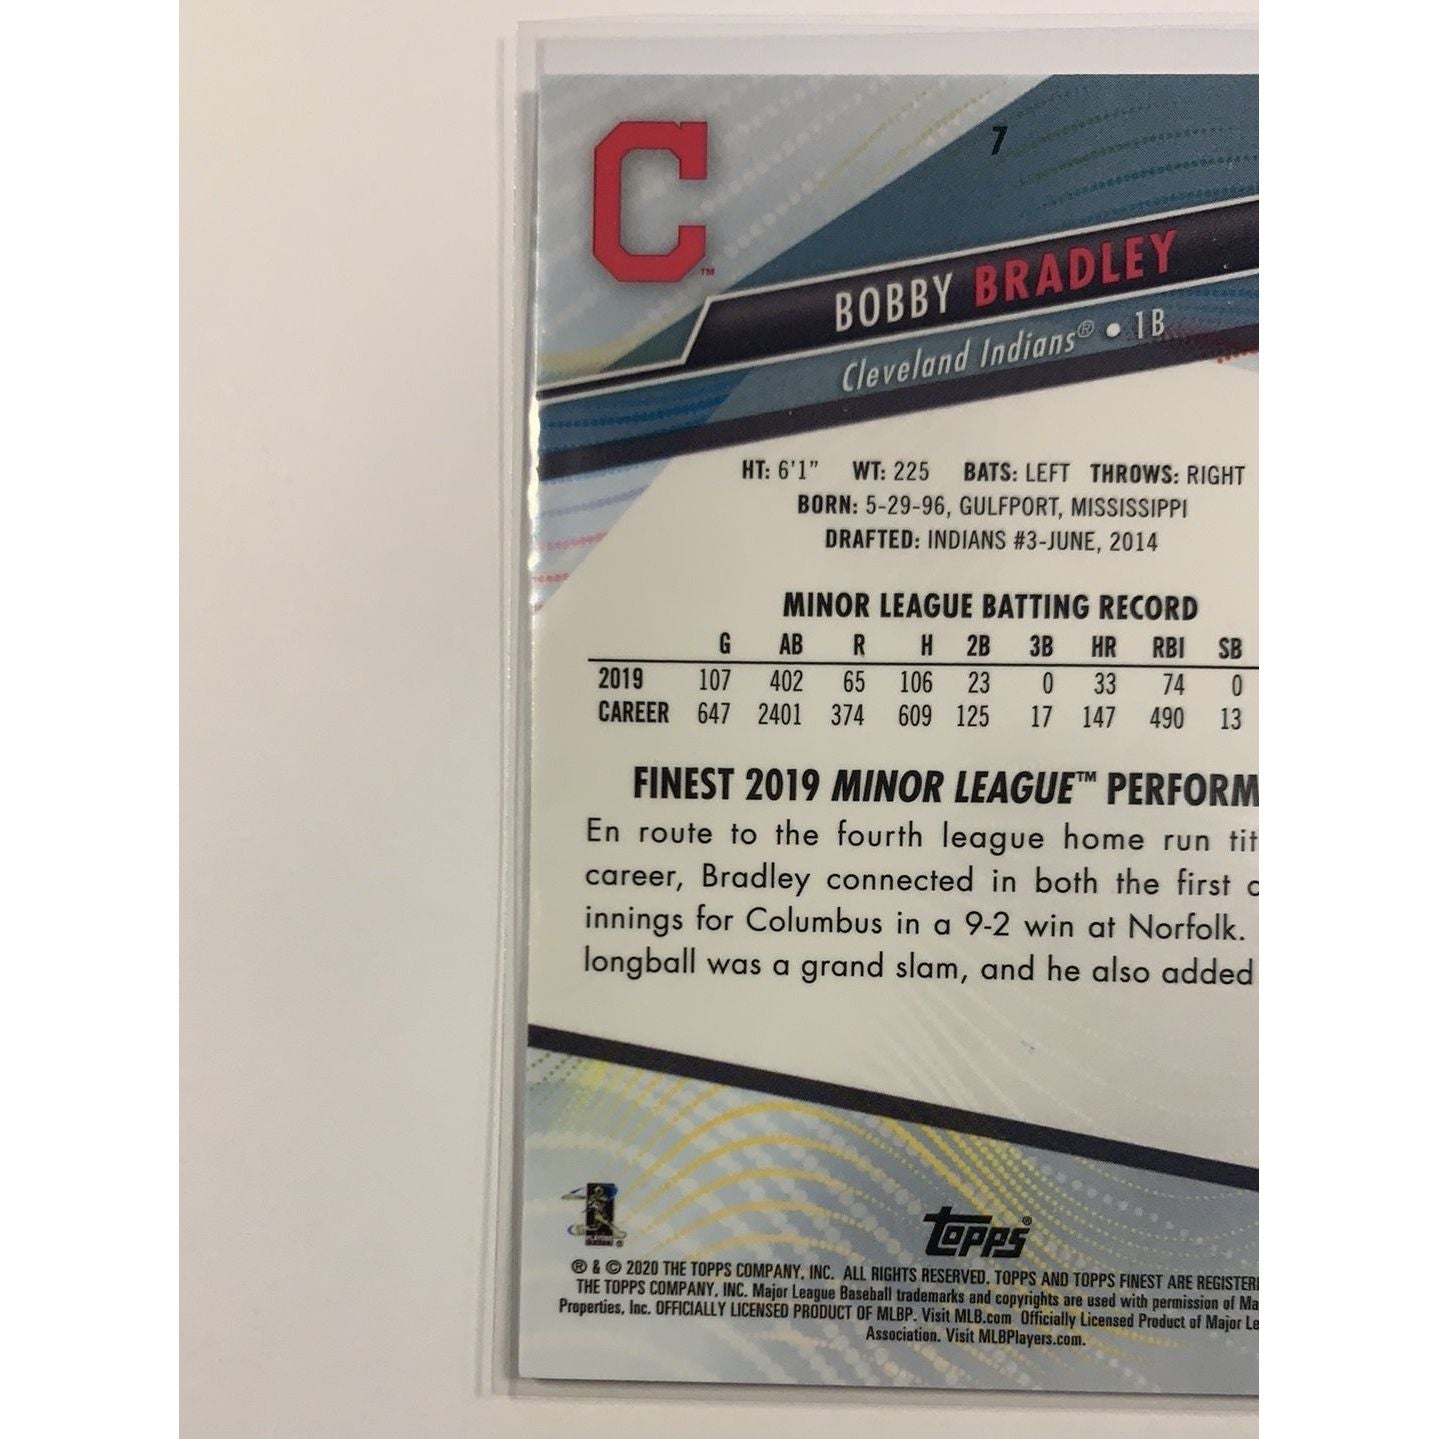 C™
7
BOBBY BRADLEY
Cleveland Indians® • 1B
HT: 6'1" WT: 225 BATS: LEFT THROWS: RIGHT
BORN: 5-29-96, GULFPORT, MISSISSIPPI
DRAFTED: INDIANS #3-JUNE, 2014
MINOR LEAGUE BATTING RECORD
G AB R H 2B 3B HR RBI SB
2019 107 402 65 106 23 0 33 74 0
CAREER 647 2401 374 609 125 17 147 490 13
FINEST 2019 MINOR LEAGUE™ PERFORM
En route to the fourth league home run tit
career, Bradley connected in both the first
innings for Columbus in a 9-2 win at Norfolk.
longball was a grand slam, and he also added
TOPPS®
® & © 2020 THE TOPPS COMPANY, INC. ALL RIGHTS RESERVED. TOPPS AND TOPPS FINEST ARE REGISTER
THE TOPPS COMPANY, INC. Major League Baseball trademarks and copyrights are used with permission of Ma
Properties, Inc. OFFICIALLY LICENSED PRODUCT OF MLBP. Visit MLB.com Officially Licensed Product of Major Le
Association. Visit MLBPlayers.com.